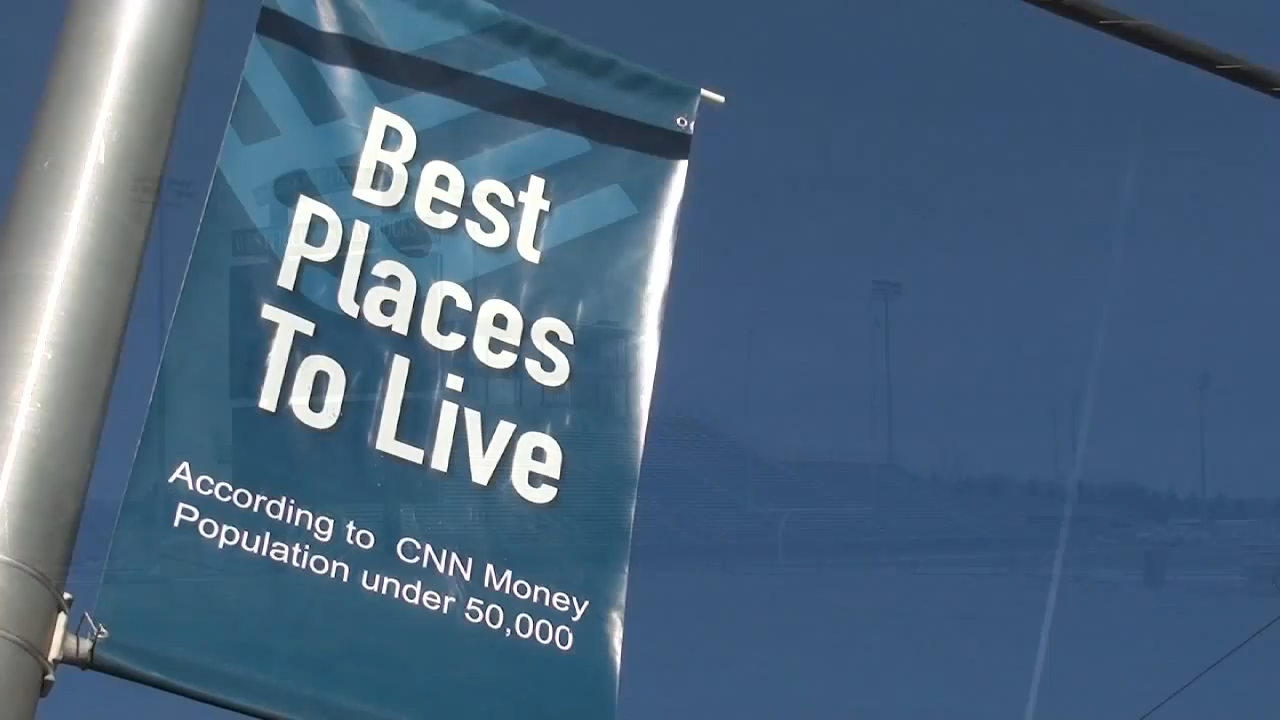 Best
Places
To Live
According to CNN Money
Population under 50,000